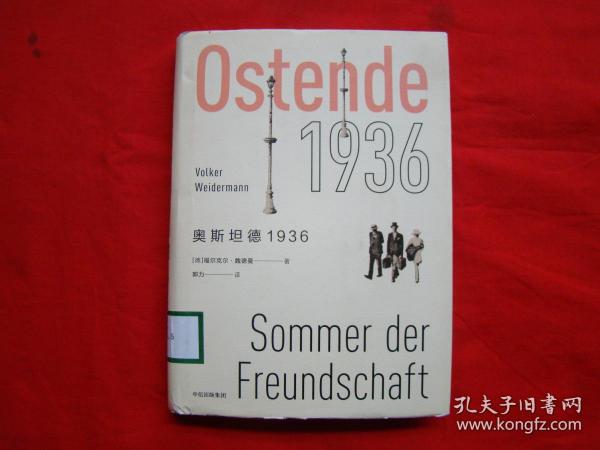 Ostende
1936
Volker
Weidermann
奥斯坦德1936
[德]福尔克尔·魏德曼————著
郭力————译
Sommer der
Freundschaft
中信出版集团
.5
孔夫子旧书网
www.kongfz.com